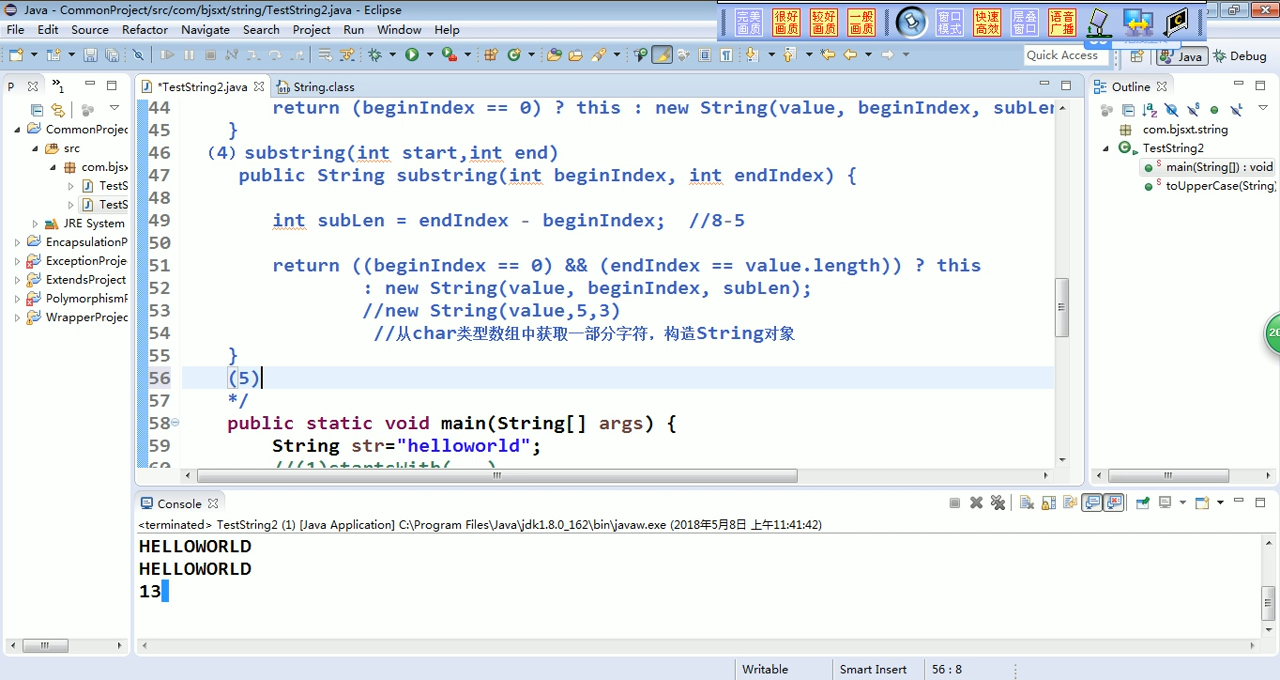 Java - CommonProject/src/com/bjsxt/string/TestString2.java - Eclipse
完美画质 很好画质 较好画质 一般画质 窗口模式 快速高效 层叠窗口 语音广播
File Edit Source Refactor Navigate Search Project Run Window Help
Quick Access Java Debug
P *TestString2.java String.class Outline
CommonProjec
src
com.bjsx
TestS
TestS
JRE System
EncapsulationP
ExceptionProje
ExtendsProject
PolymorphismP
WrapperProjec
44 return (beginIndex == 0) ? this : new String(value, beginIndex, subLen
45 }
46 (4) substring(int start,int end)
47 public String substring(int beginIndex, int endIndex) {
48
49 int subLen = endIndex - beginIndex; //8-5
50
51 return ((beginIndex == 0) && (endIndex == value.length)) ? this
52 : new String(value, beginIndex, subLen);
53 //new String(value,5,3)
54 //从char类型数组中获取一部分字符，构造String对象
55 }
56 (5)
57 */
58 public static void main(String[] args) {
59 String str="helloworld";
60 //(1)startsWith(...)
com.bjsxt.string
TestString2
main(String[]) : void
toUpperCase(String)
Console
<terminated> TestString2 (1) [Java Application] C:\Program Files\Java\jdk1.8.0_162\bin\javaw.exe (2018年5月8日 上午11:41:42)
HELLOWORLD
HELLOWORLD
13
Writable Smart Insert 56 : 8